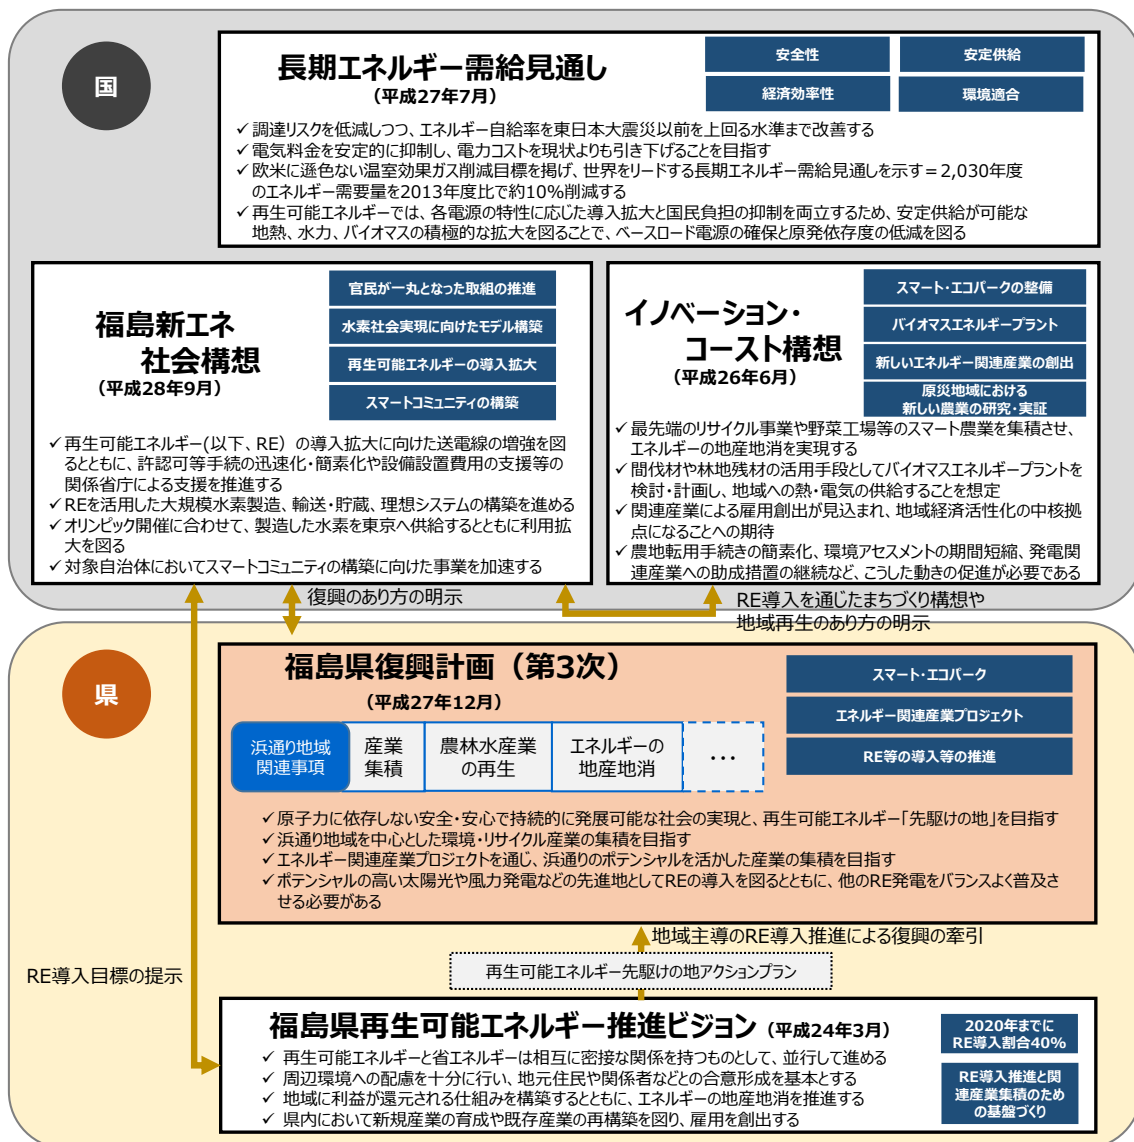 国
長期エネルギー需給見通し
（平成27年7月）
安全性
安定供給
経済効率性
環境適合
✓ 調達リスクを低減しつつ、エネルギー自給率を東日本大震災以前を上回る水準まで改善する
✓ 電気料金を安定的に抑制し、電力コストを現状よりも引き下げることを目指す
✓ 欧米に遜色ない温室効果ガス削減目標を掲げ、世界をリードする長期エネルギー需給見通しを示す＝2,030年度
のエネルギー需要量を2013年度比で約10%削減する
✓ 再生可能エネルギーでは、各電源の特性に応じた導入拡大と国民負担の抑制を両立するため、安定供給が可能な
地熱、水力、バイオマスの積極的な拡大を図ることで、ベースロード電源の確保と原発依存度の低減を図る
福島新エネ
社会構想
（平成28年9月）
官民が一丸となった取組の推進
水素社会実現に向けたモデル構築
再生可能エネルギーの導入拡大
スマートコミュニティの構築
✓ 再生可能エネルギー(以下、RE）の導入拡大に向けた送電線の増強を図
るとともに、許認可等手続の迅速化・簡素化や設備設置費用の支援等の
関係省庁による支援を推進する
✓ REを活用した大規模水素製造、輸送・貯蔵、理想システムの構築を進める
✓ オリンピック開催に合わせて、製造した水素を東京へ供給するとともに利用拡
大を図る
✓ 対象自治体においてスマートコミュニティの構築に向けた事業を加速する
イノベーション・
コースト構想
（平成26年6月）
スマート・エコパークの整備
バイオマスエネルギープラント
新しいエネルギー関連産業の創出
原災地域における
新しい農業の研究・実証
✓ 最先端のリサイクル事業や野菜工場等のスマート農業を集積させ、
エネルギーの地産地消を実現する
✓ 間伐材や林地残材の活用手段としてバイオマスエネルギープラントを
検討・計画し、地域への熱・電気の供給することを想定
✓ 関連産業による雇用創出が見込まれ、地域経済活性化の中核拠
点になることへの期待
✓ 農地転用手続きの簡素化、環境アセスメントの期間短縮、発電関
連産業への助成措置の継続など、こうした動きの促進が必要である
復興のあり方の明示
RE導入を通じたまちづくり構想や
地域再生のあり方の明示
県
福島県復興計画（第3次）
（平成27年12月）
スマート・エコパーク
エネルギー関連産業プロジェクト
RE等の導入等の推進
浜通り地域
関連事項
産業
集積
農林水産業
の再生
エネルギーの
地産地消
…
✓ 原子力に依存しない安全・安心で持続的に発展可能な社会の実現と、再生可能エネルギー「先駆けの地」を目指す
✓ 浜通り地域を中心とした環境・リサイクル産業の集積を目指す
✓ エネルギー関連産業プロジェクトを通じ、浜通りのポテンシャルを活かした産業の集積を目指す
✓ ポテンシャルの高い太陽光や風力発電などの先進地としてREの導入を図るとともに、他のRE発電をバランスよく普及さ
せる必要がある
地域主導のRE導入推進による復興の牽引
RE導入目標の提示
再生可能エネルギー先駆けの地アクションプラン
福島県再生可能エネルギー推進ビジョン（平成24年3月）
2020年までに
RE導入割合40%
RE導入推進と関
連産業集積のため
の基盤づくり
✓ 再生可能エネルギーと省エネルギーは相互に密接な関係を持つものとして、並行して進める
✓ 周辺環境への配慮を十分に行い、地元住民や関係者などとの合意形成を基本とする
✓ 地域に利益が還元される仕組みを構築するとともに、エネルギーの地産地消を推進する
✓ 県内において新規産業の育成や既存産業の再構築を図り、雇用を創出する